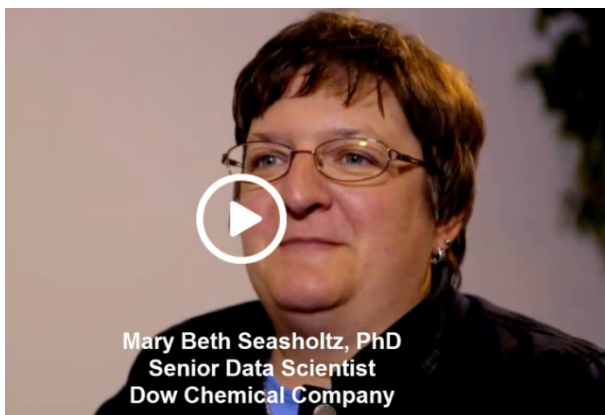 Mary Beth Seasholtz, PhD
Senior Data Scientist
Dow Chemical Company